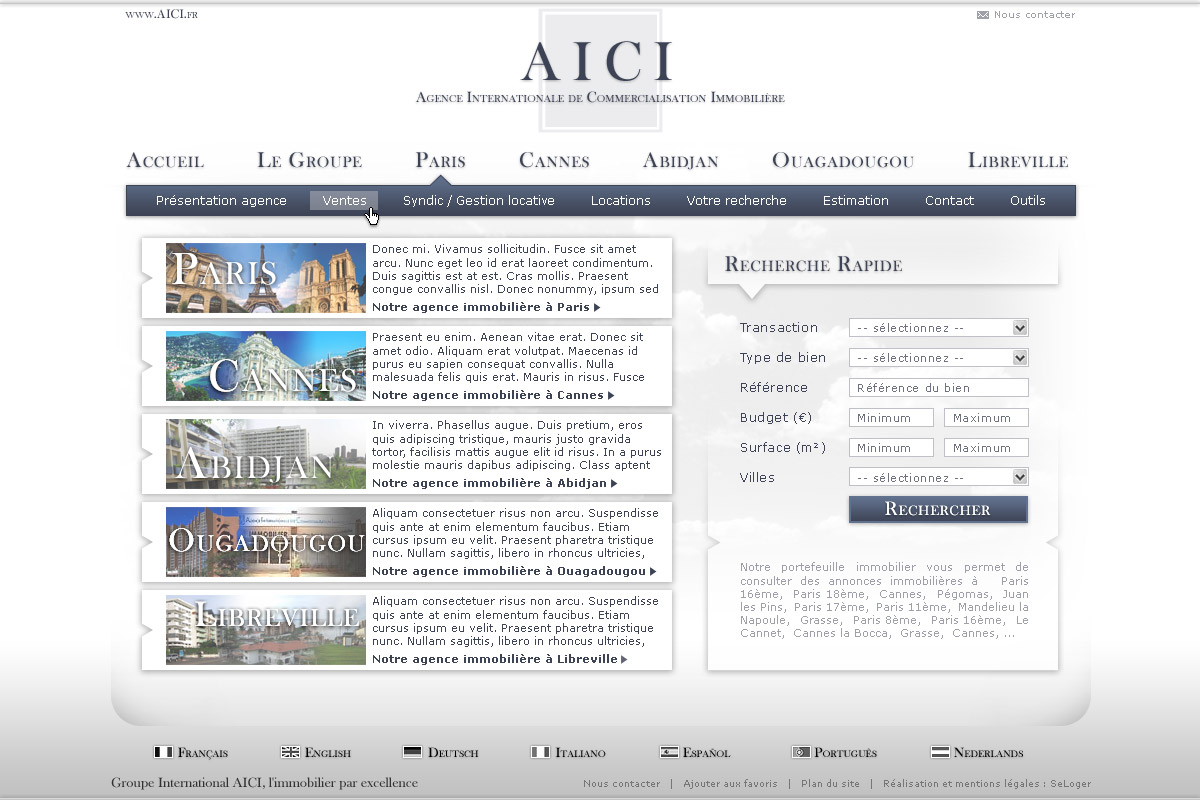 www.AICI.fr
Nous contacter
AICI
Agence Internationale de Commercialisation Immobilière
Accueil Le Groupe Paris Cannes Abidjan Ouagadougou Libreville
Présentation agence Ventes Syndic / Gestion locative Locations Votre recherche Estimation Contact Outils
Paris
Donec mi. Vivamus sollicitudin. Fusce sit amet
arcu. Nunc eget leo id erat laoreet condimentum.
Duis sagittis est at est. Cras mollis. Praesent
congue convallis nisl. Donec nonummy, ipsum sed
Notre agence immobilière à Paris
Cannes
Praesent eu enim. Aenean vitae erat. Donec sit
amet odio. Aliquam erat volutpat. Maecenas id
purus eu sapien consequat convallis. Nulla
malesuada felis quis erat. Mauris in risus. Fusce
Notre agence immobilière à Cannes
Abidjan
In viverra. Phasellus augue. Duis pretium, eros
quis adipiscing tristique, mauris justo gravida
tortor, facilisis mattis augue elit id risus. In a purus
molestie mauris dapibus adipiscing. Class aptent
Notre agence immobilière à Abidjan
Ougadougou
Aliquam consectetuer risus non arcu. Suspendisse
quis ante at enim elementum faucibus. Etiam
cursus ipsum eu velit. Praesent pharetra tristique
nunc. Nullam sagittis, libero in rhoncus ultricies,
Notre agence immobilière à Ouagadougou
Libreville
Aliquam consectetuer risus non arcu. Suspendisse
quis ante at enim elementum faucibus. Etiam
cursus ipsum eu velit. Praesent pharetra tristique
nunc. Nullam sagittis, libero in rhoncus ultricies,
Notre agence immobilière à Libreville
Recherche Rapide
Transaction -- sélectionnez --
Type de bien -- sélectionnez --
Référence Référence du bien
Budget (€) Minimum Maximum
Surface (m²) Minimum Maximum
Villes -- sélectionnez --
Rechercher
Notre portefeuille immobilier vous permet de
consulter des annonces immobilières à Paris
16ème, Paris 18ème, Cannes, Pégomas, Juan
les Pins, Paris 17ème, Paris 11ème, Mandelieu la
Napoule, Grasse, Paris 8ème, Paris 16ème, Le
Cannet, Cannes la Bocca, Grasse, Cannes, ...
Français English Deutsch Italiano Español Português Nederlands
Groupe International AICI, l'immobilier par excellence
Nous contacter | Ajouter aux favoris | Plan du site | Réalisation et mentions légales : SeLoger